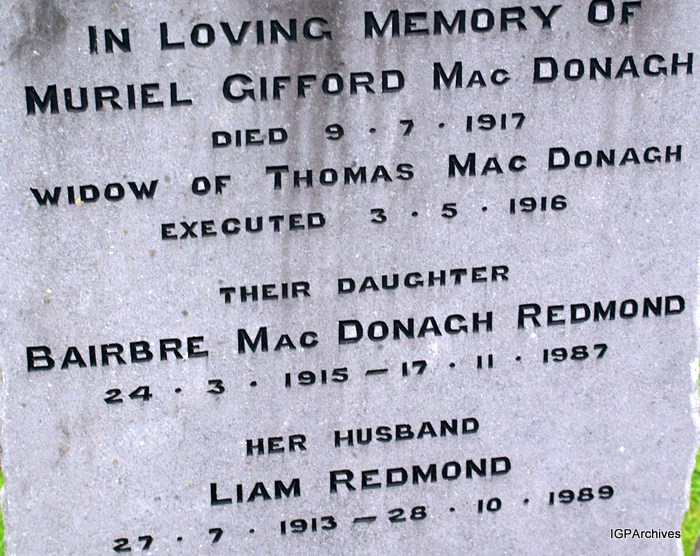 IN LOVING MEMORY OF
MURIEL GIFFORD MAC DONAGH
DIED 9 · 7 · 1917
WIDOW OF THOMAS MAC DONAGH
EXECUTED 3 · 5 · 1916
THEIR DAUGHTER
BAIRBRE MAC DONAGH REDMOND
24 · 3 · 1915 — 17 · 11 · 1987
HER HUSBAND
LIAM REDMOND
27 · 7 · 1913 — 28 · 10 · 1989
IGPArchives